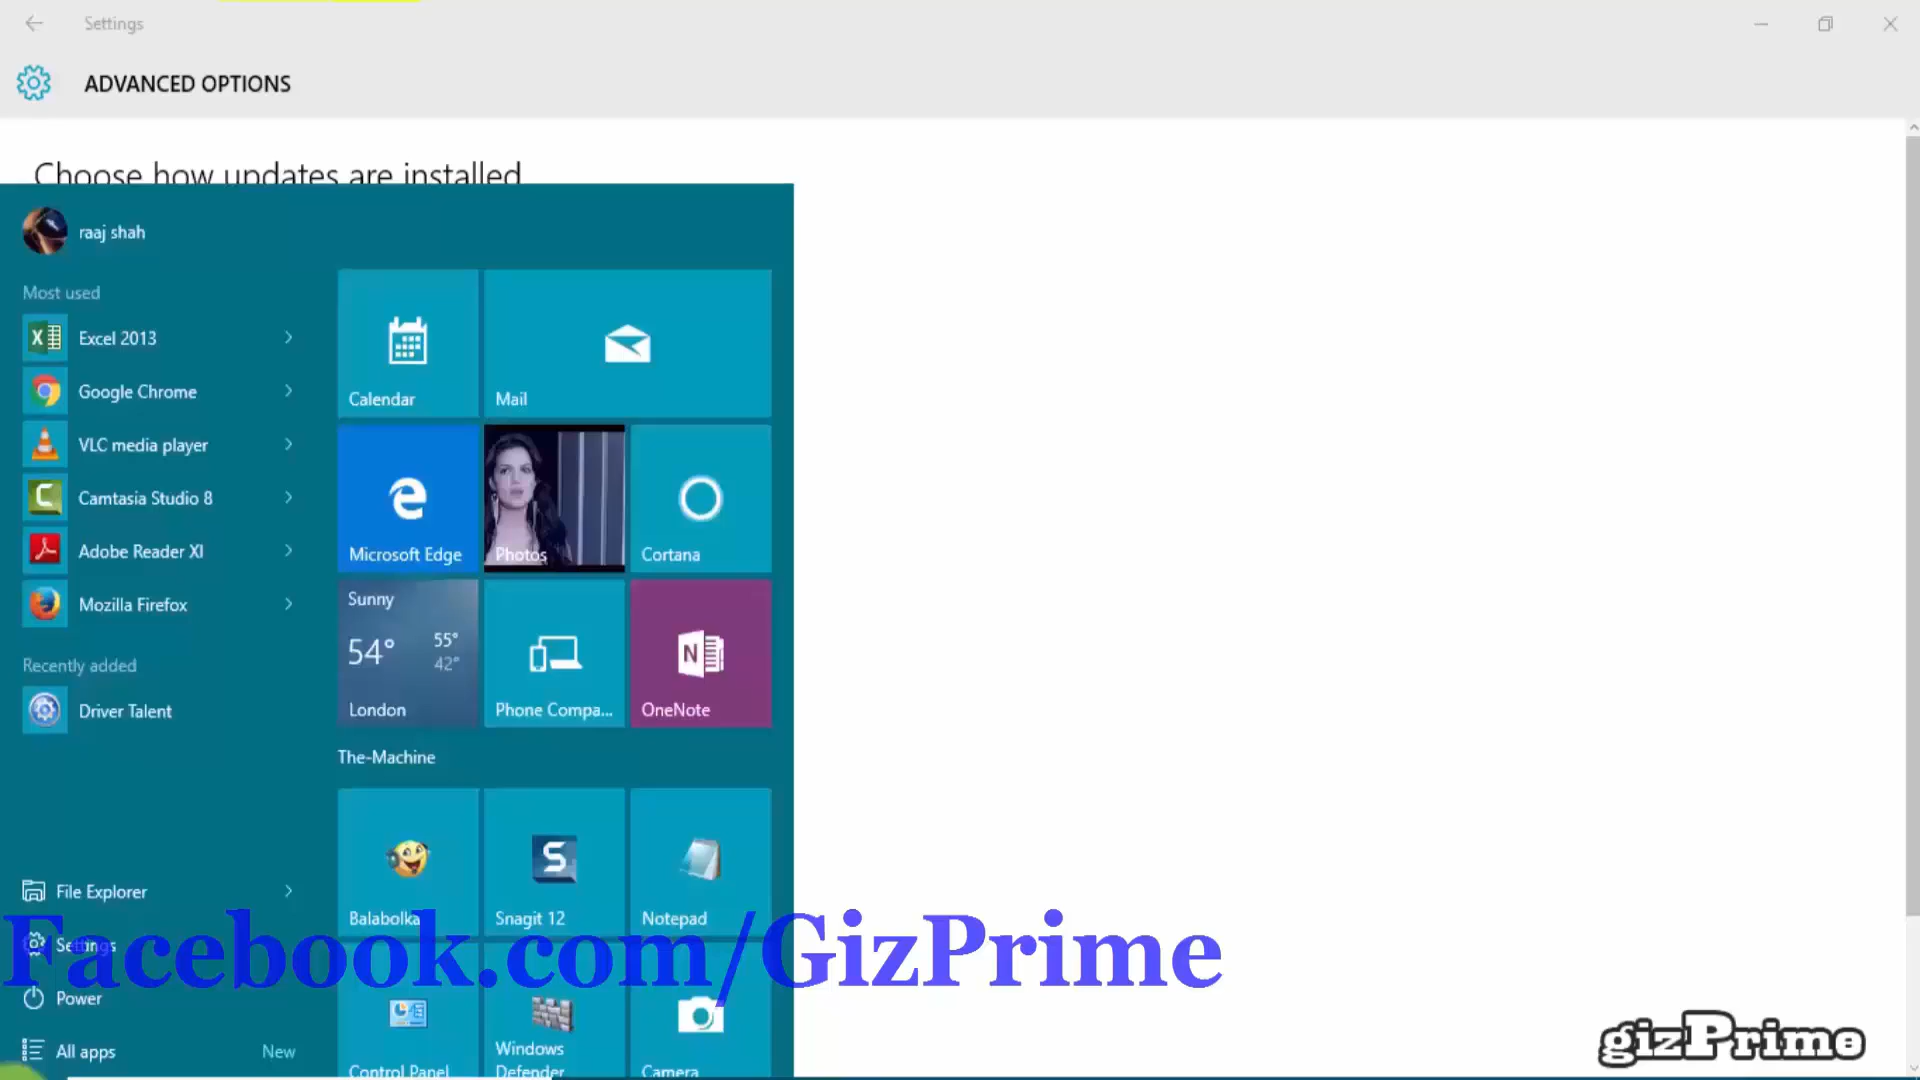 Settings
ADVANCED OPTIONS
Choose how updates are installed
raaj shah
Most used
Excel 2013
Google Chrome
VLC media player
Camtasia Studio 8
Adobe Reader XI
Mozilla Firefox
Recently added
Driver Talent
File Explorer
Settings
Power
All apps New
Calendar
Mail
Microsoft Edge
Photos
Cortana
Sunny
54° 55°
42°
London
Phone Compa...
OneNote
The-Machine
Balabolka
Snagit 12
Notepad
Control Panel
Windows
Defender
Camera
Facebook.com/GizPrime
gizPrime